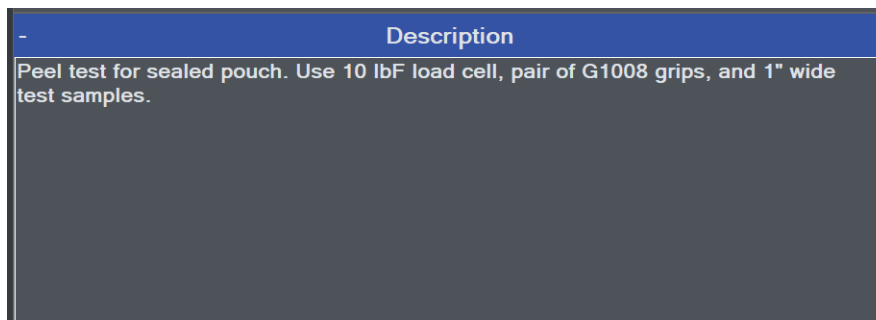 - Description
Peel test for sealed pouch. Use 10 lbF load cell, pair of G1008 grips, and 1" wide
test samples.